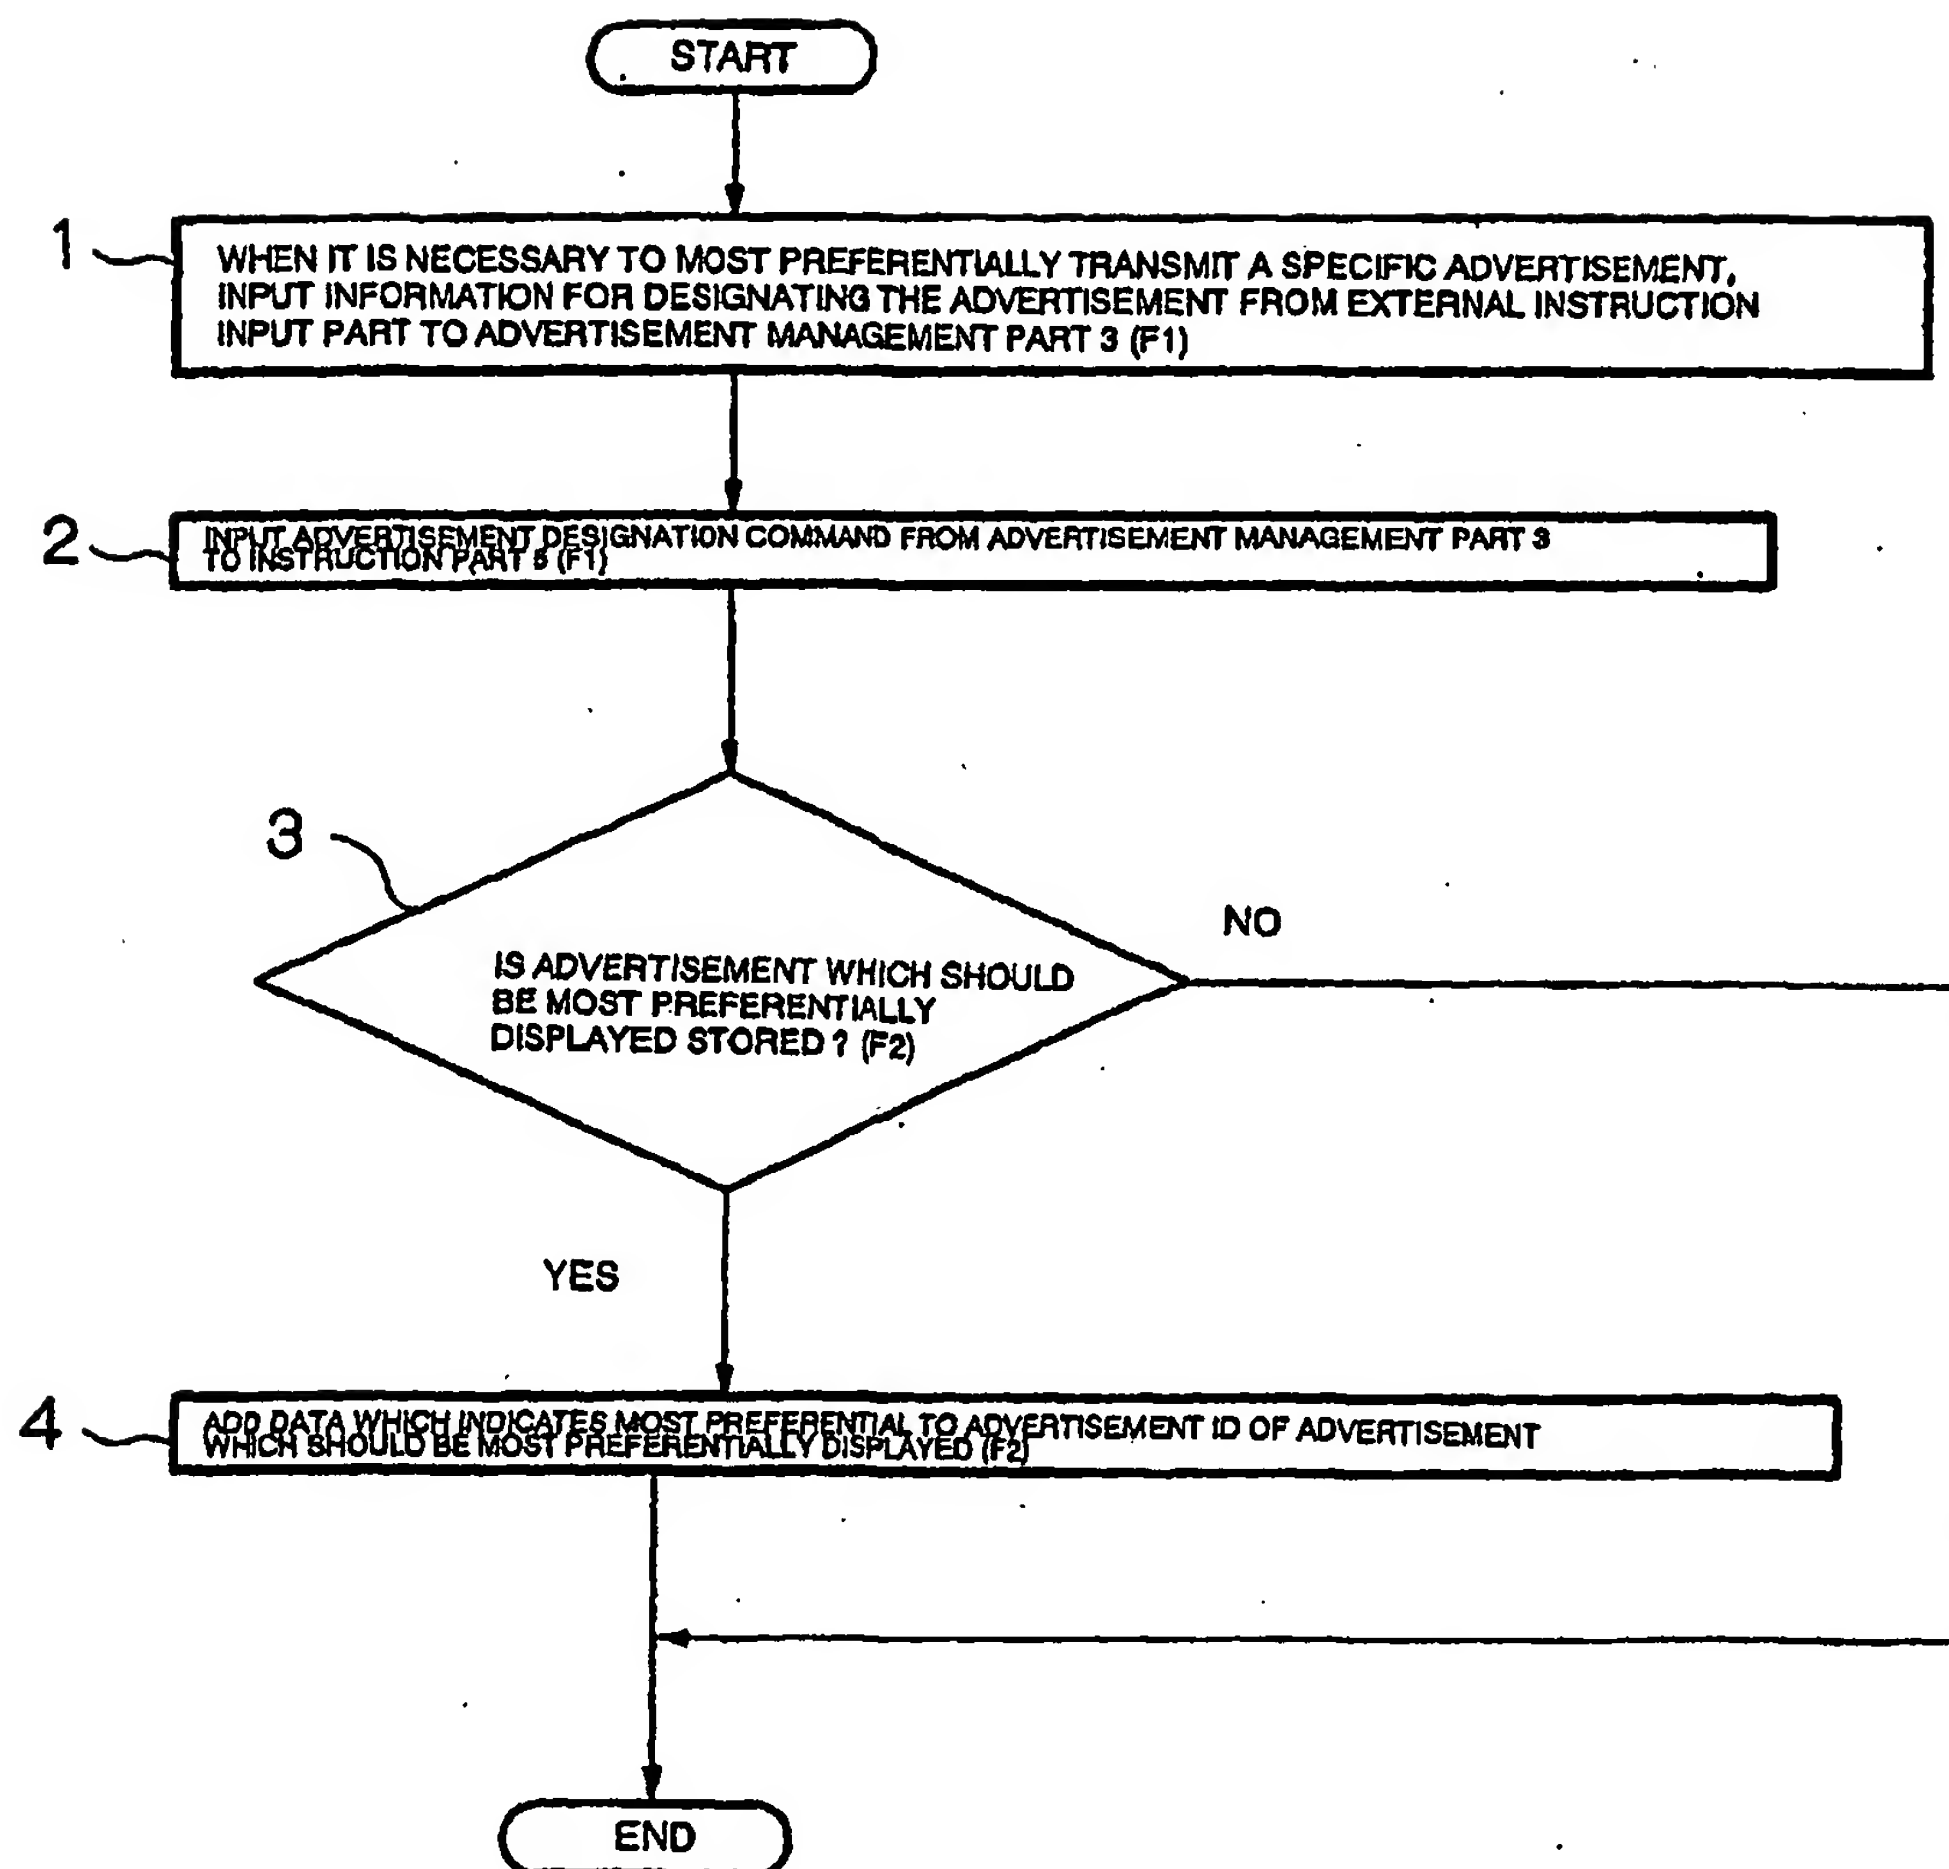 START
1
WHEN IT IS NECESSARY TO MOST PREFERENTIALLY TRANSMIT A SPECIFIC ADVERTISEMENT,
INPUT INFORMATION FOR DESIGNATING THE ADVERTISEMENT FROM EXTERNAL INSTRUCTION
INPUT PART TO ADVERTISEMENT MANAGEMENT PART 3 (F1)
2
INPUT ADVERTISEMENT DESIGNATION COMMAND FROM ADVERTISEMENT MANAGEMENT PART 3
TO INSTRUCTION PART 5 (F1)
3
IS ADVERTISEMENT WHICH SHOULD
BE MOST PREFERENTIALLY
DISPLAYED STORED ? (F2)
NO
YES
4
ADD DATA WHICH INDICATES MOST PREFERENTIAL TO ADVERTISEMENT ID OF ADVERTISEMENT
WHICH SHOULD BE MOST PREFERENTIALLY DISPLAYED (F2)
END